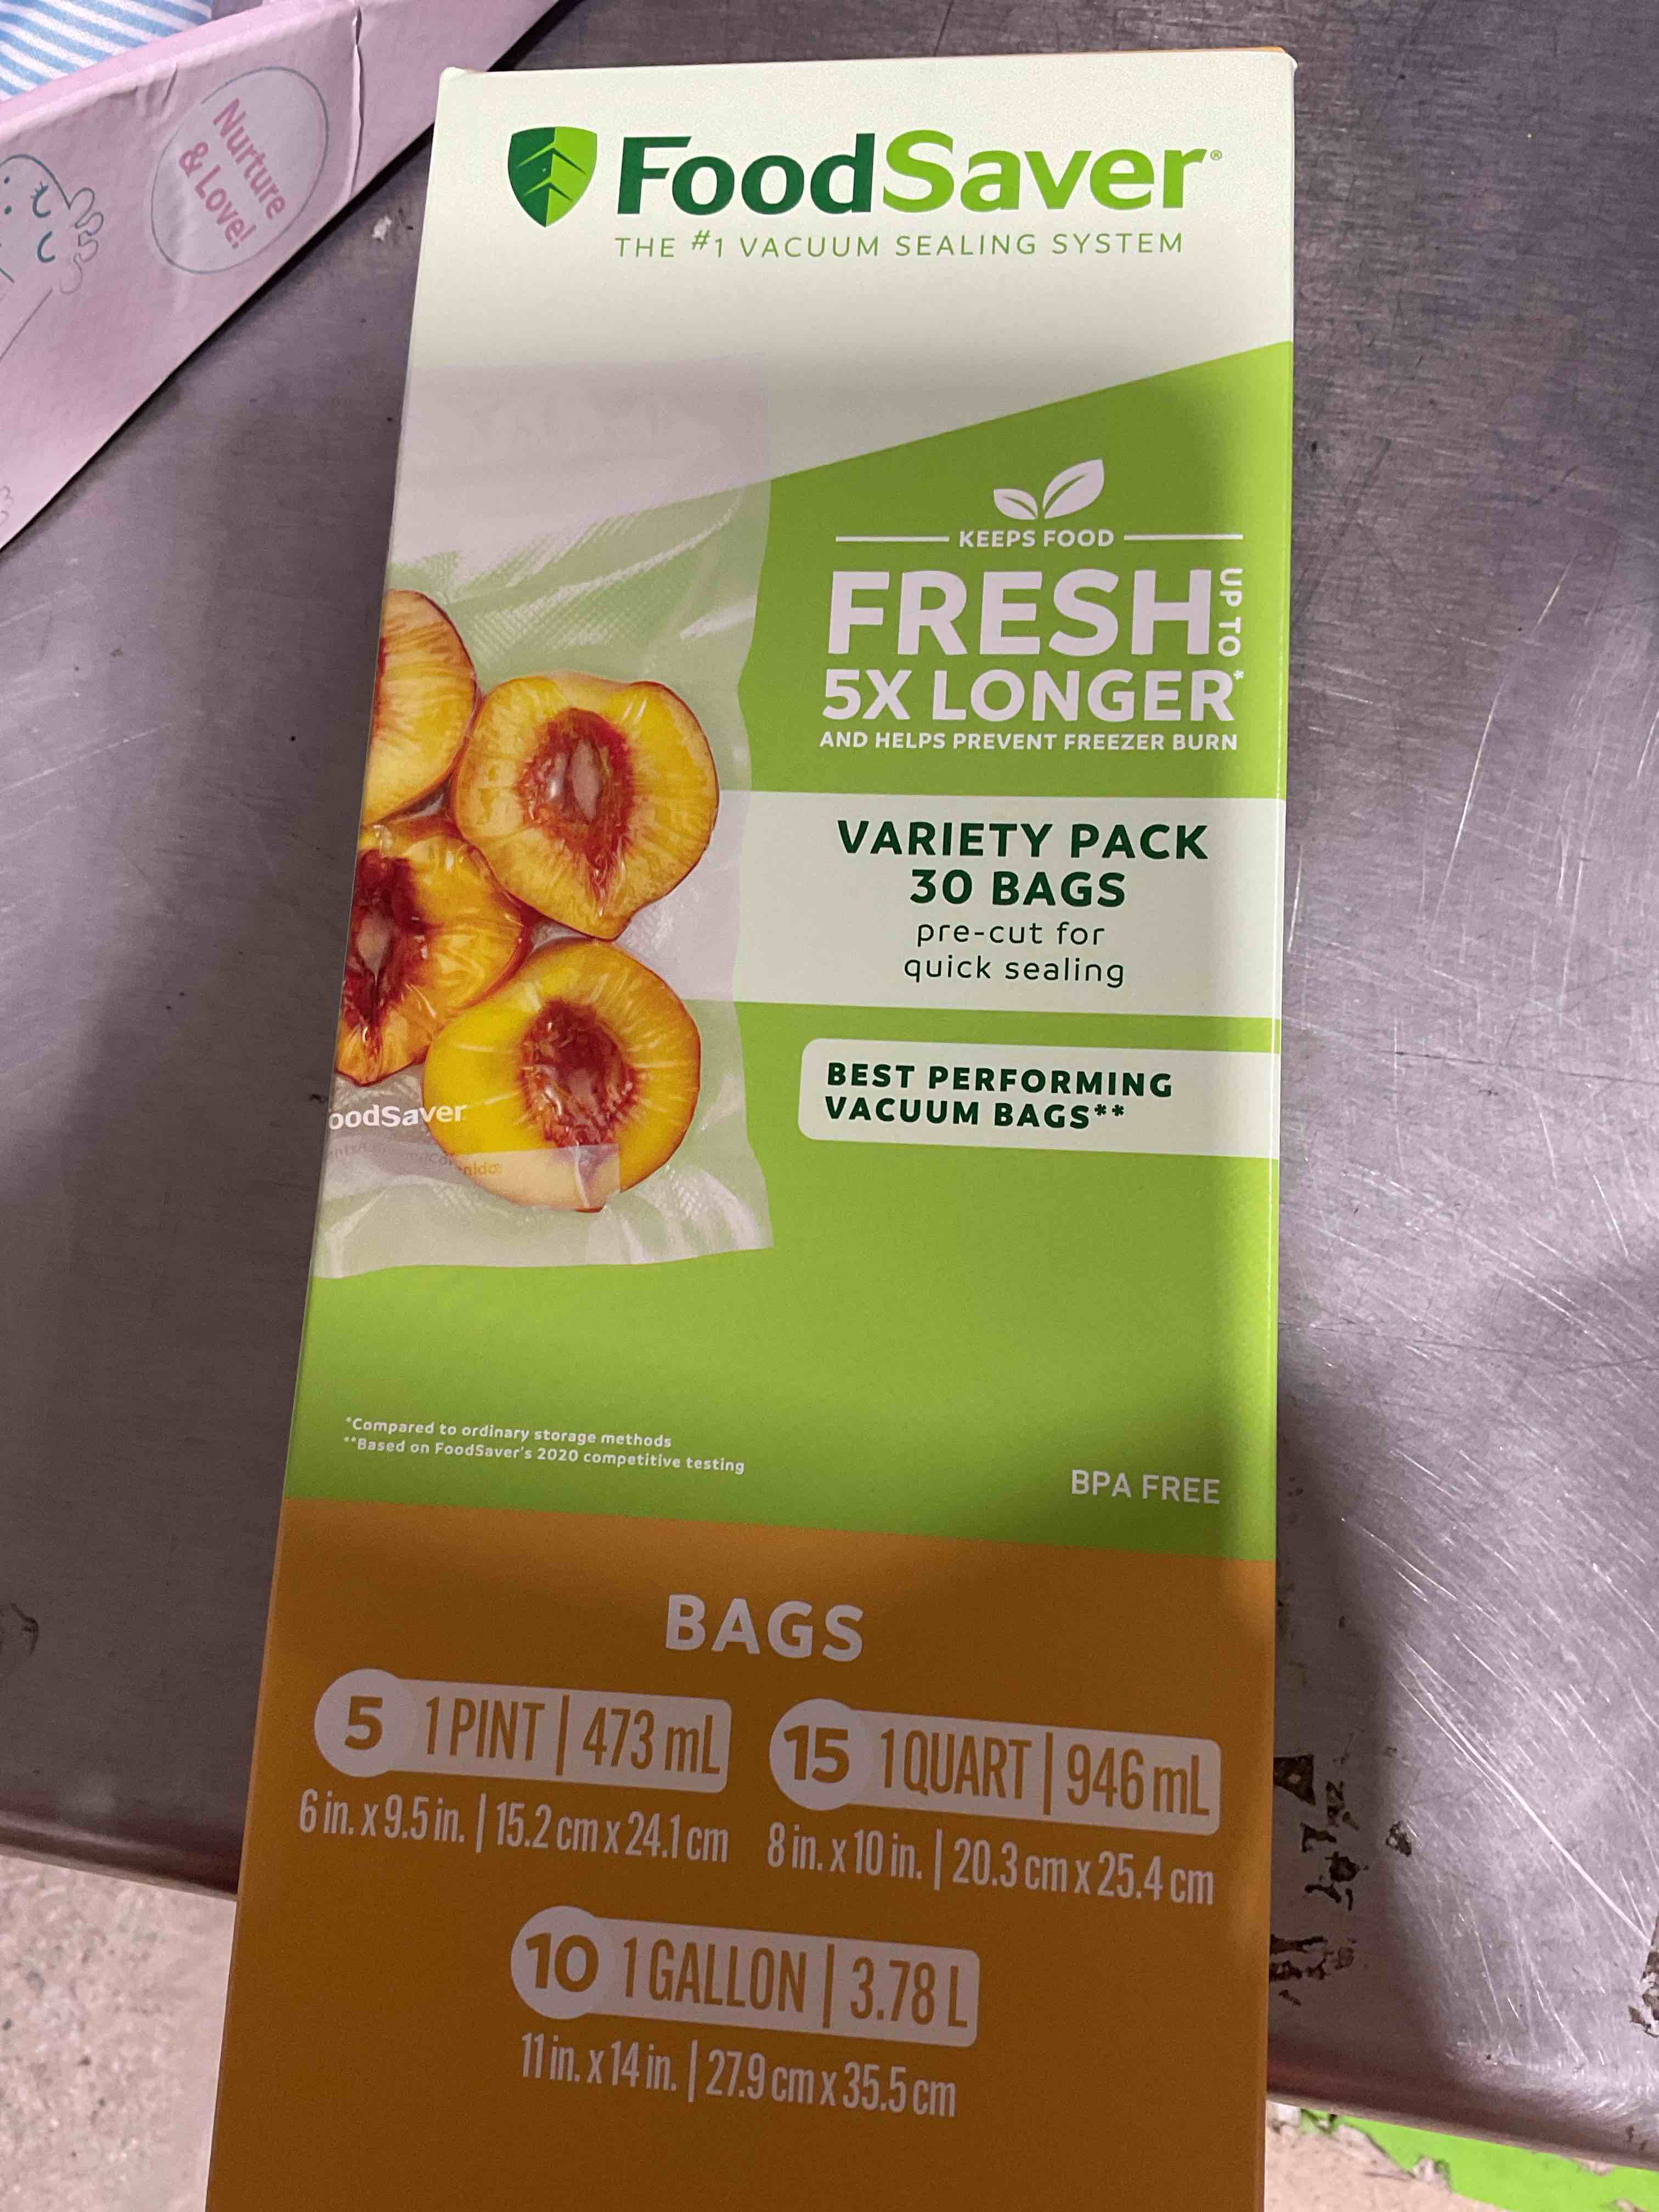 Nurture
& Love!
FoodSaver®
THE #1 VACUUM SEALING SYSTEM
KEEPS FOOD
FRESH UP TO
5X LONGER*
AND HELPS PREVENT FREEZER BURN
VARIETY PACK
30 BAGS
pre-cut for
quick sealing
BEST PERFORMING
VACUUM BAGS**
oodSaver
*Compared to ordinary storage methods
**Based on FoodSaver's 2020 competitive testing
BPA FREE
BAGS
5 1 PINT | 473 mL
6 in. x 9.5 in. | 15.2 cm x 24.1 cm
15 1 QUART | 946 mL
8 in. x 10 in. | 20.3 cm x 25.4 cm
10 1 GALLON | 3.78 L
11 in. x 14 in. | 27.9 cm x 35.5 cm